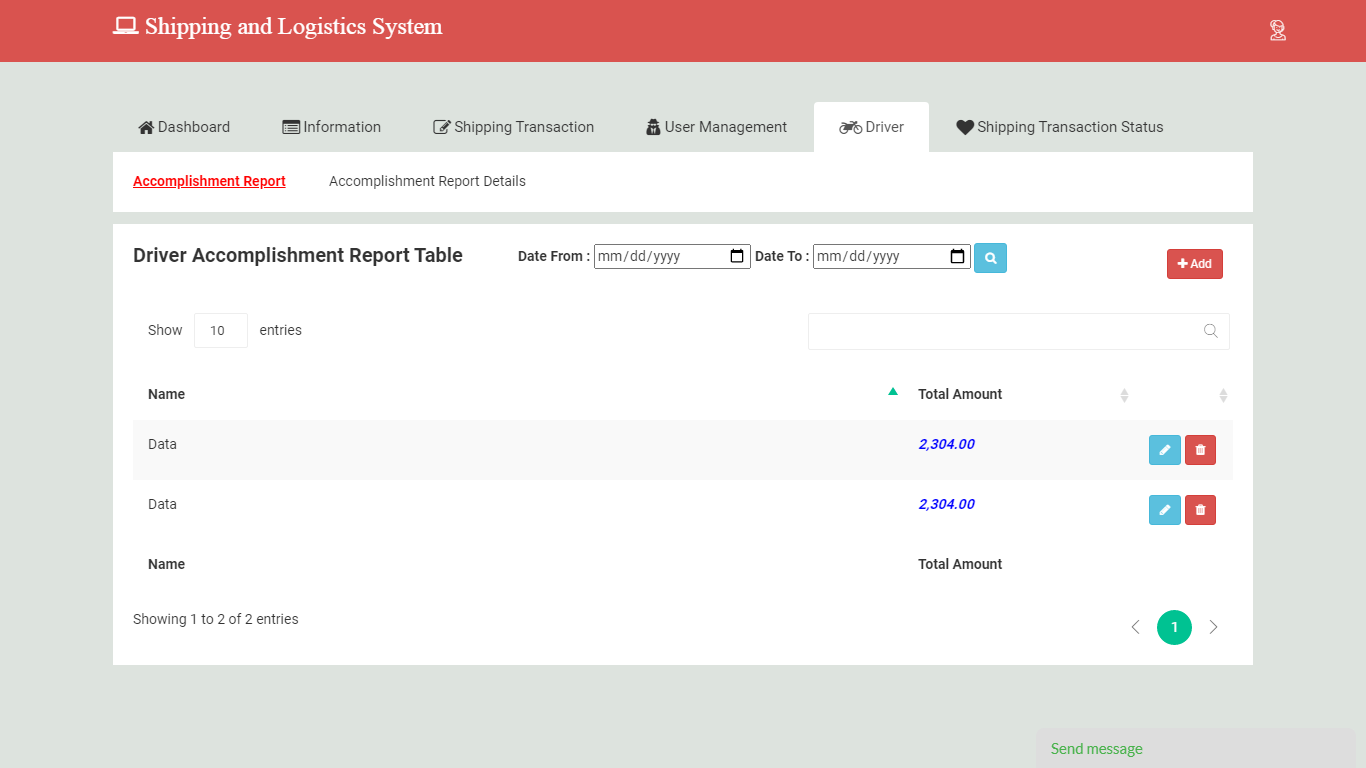 Shipping and Logistics System
Dashboard Information Shipping Transaction User Management Driver Shipping Transaction Status
Accomplishment Report Accomplishment Report Details
Driver Accomplishment Report Table Date From : mm/dd/yyyy Date To : mm/dd/yyyy Add
Show 10 entries
Name Total Amount
Data 2,304.00
Data 2,304.00
Name Total Amount
Showing 1 to 2 of 2 entries 1
Send message